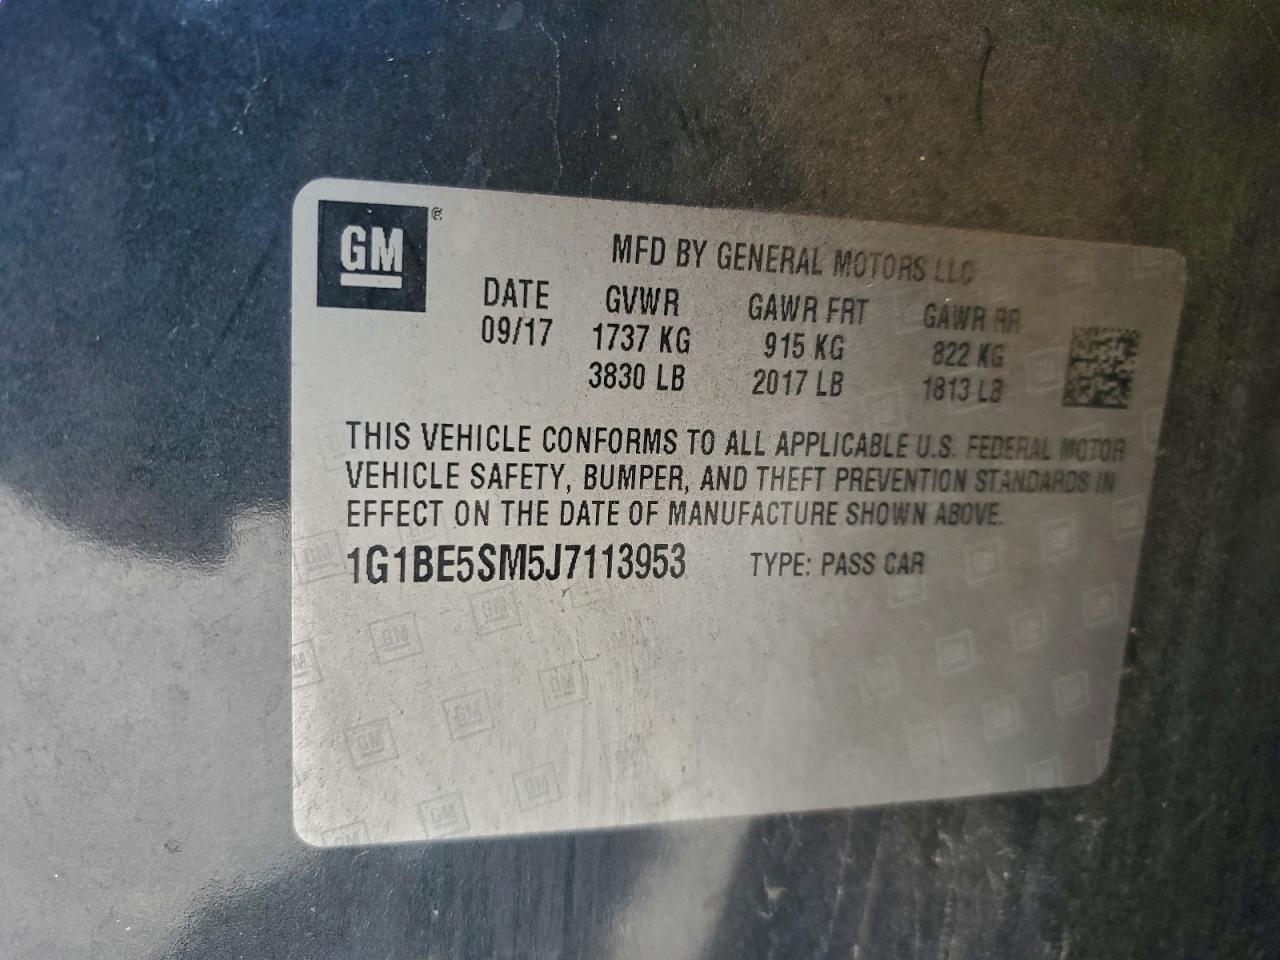 GM®
MFD BY GENERAL MOTORS LLC
DATE GVWR GAWR FRT GAWR RR
09/17 1737 KG 915 KG 822 KG
3830 LB 2017 LB 1813 LB
THIS VEHICLE CONFORMS TO ALL APPLICABLE U.S. FEDERAL MOTOR
VEHICLE SAFETY, BUMPER, AND THEFT PREVENTION STANDARDS IN
EFFECT ON THE DATE OF MANUFACTURE SHOWN ABOVE.
1G1BE5SM5J7113953 TYPE: PASS CAR